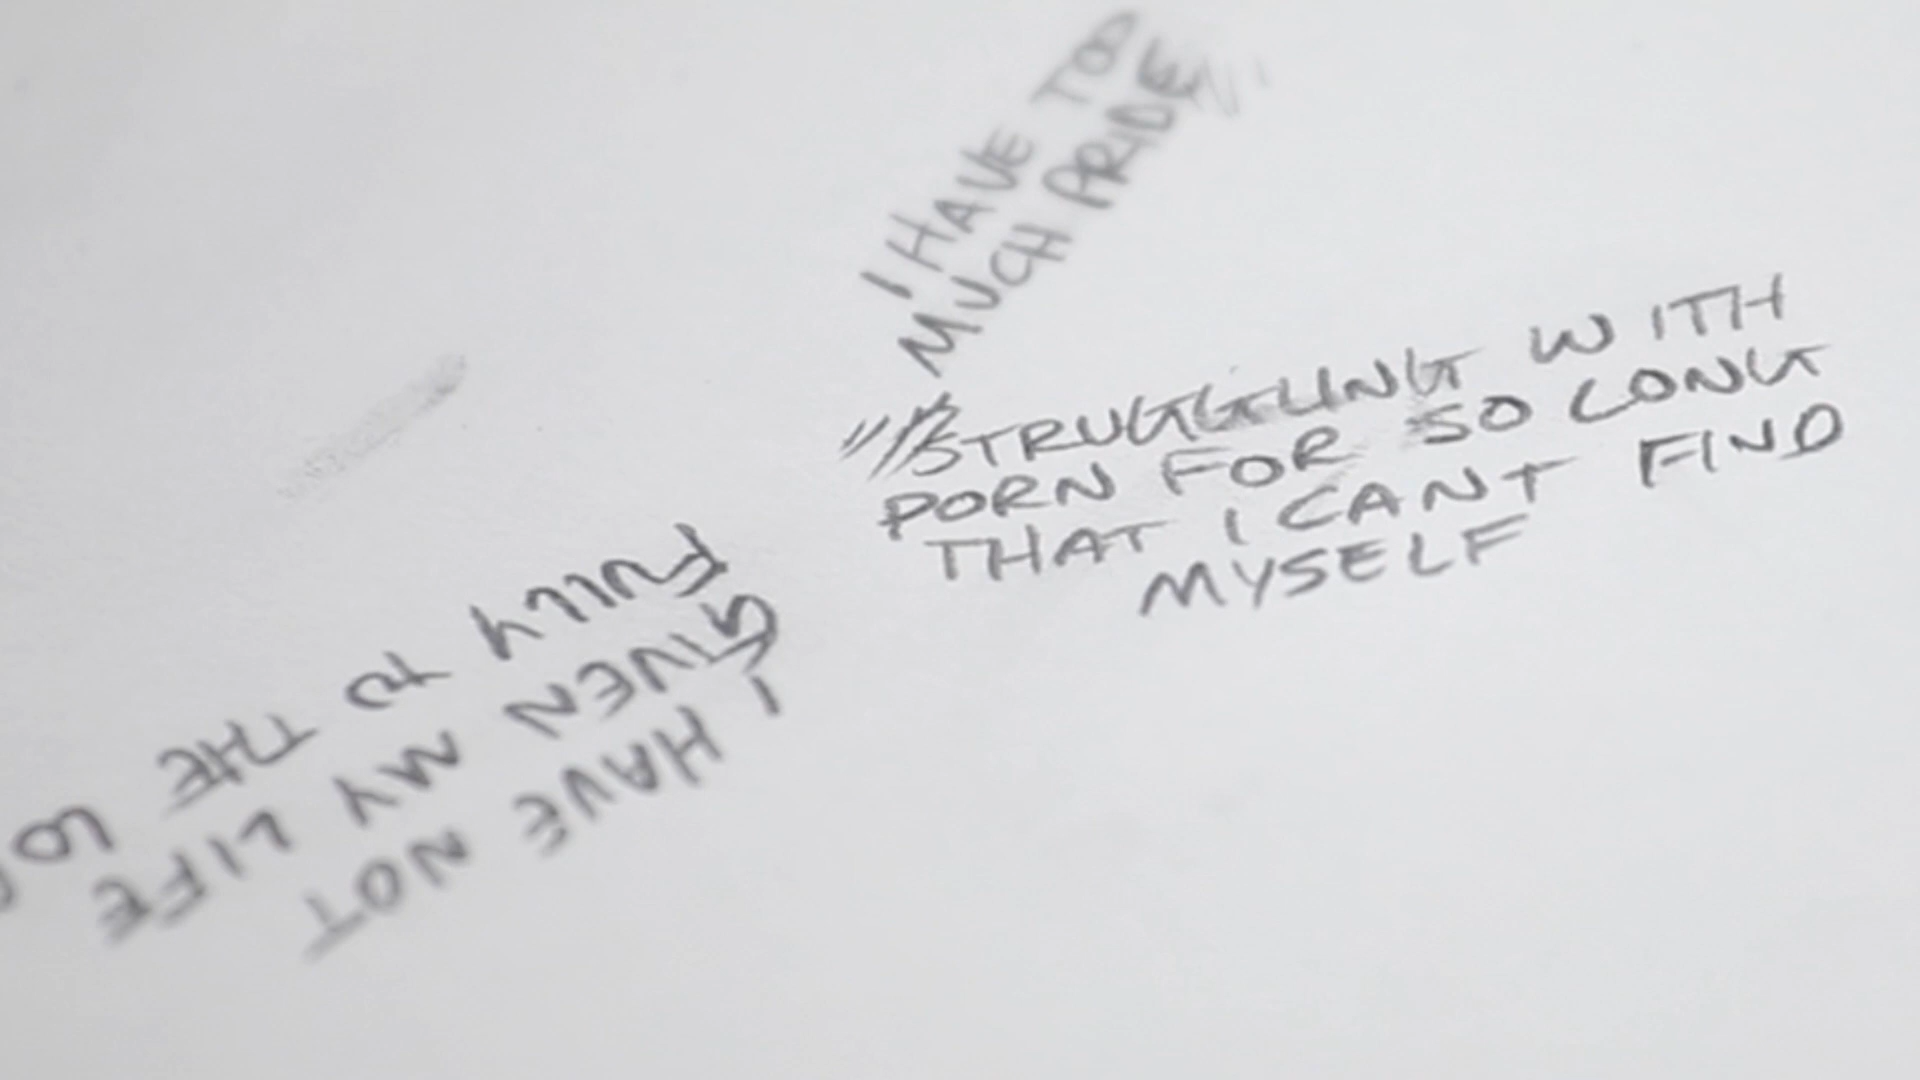 I HAVE TOO
MUCH PRIDE
STRUGGLING WITH
PORN FOR SO LONG
THAT I CANT FIND
MYSELF
I HAVE NOT
GIVEN MY LIFE
FULLY TO THE